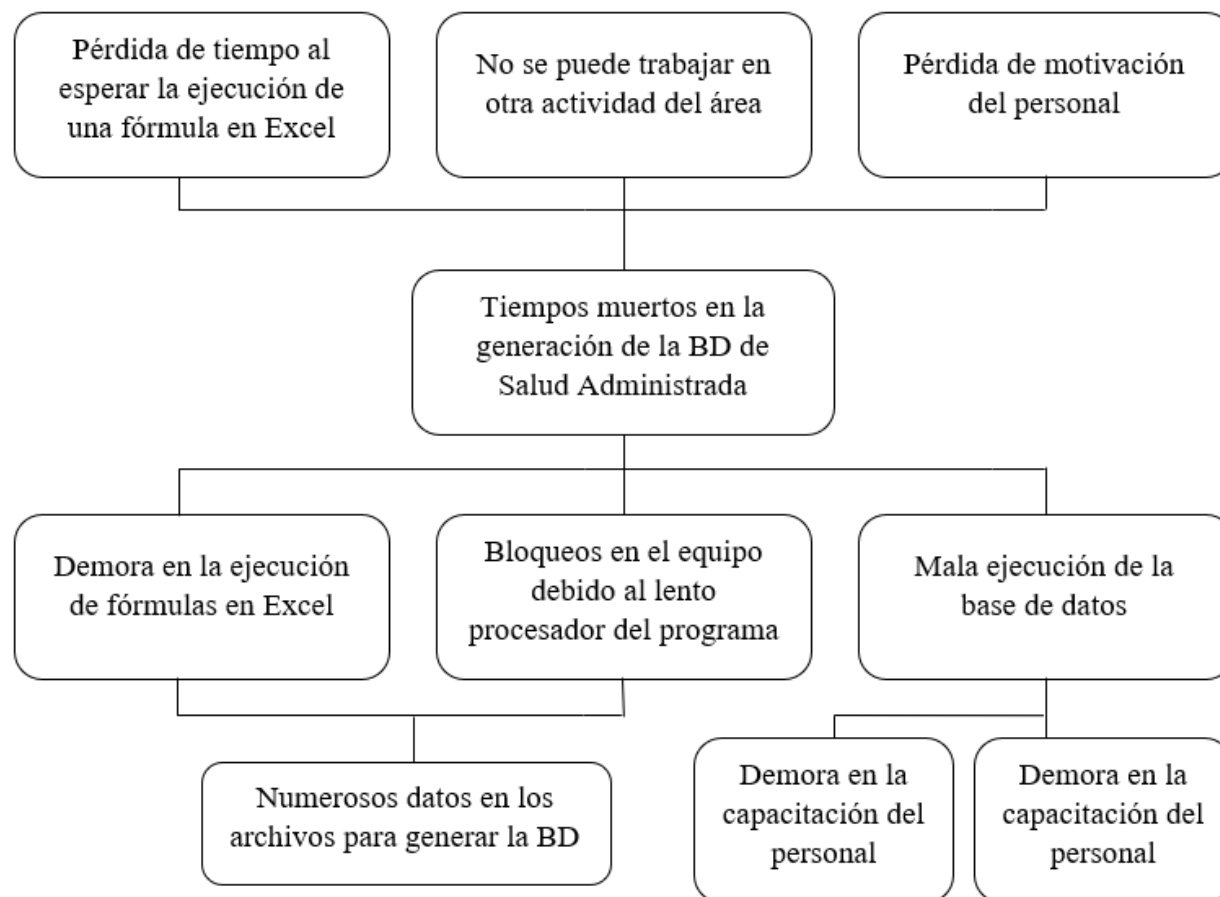 Pérdida de tiempo al
esperar la ejecución de
una fórmula en Excel
No se puede trabajar en
otra actividad del área
Pérdida de motivación
del personal
Tiempos muertos en la
generación de la BD de
Salud Administrada
Demora en la ejecución
de fórmulas en Excel
Bloqueos en el equipo
debido al lento
procesador del programa
Mala ejecución de la
base de datos
Numerosos datos en los
archivos para generar la BD
Demora en la
capacitación del
personal
Demora en la
capacitación del
personal